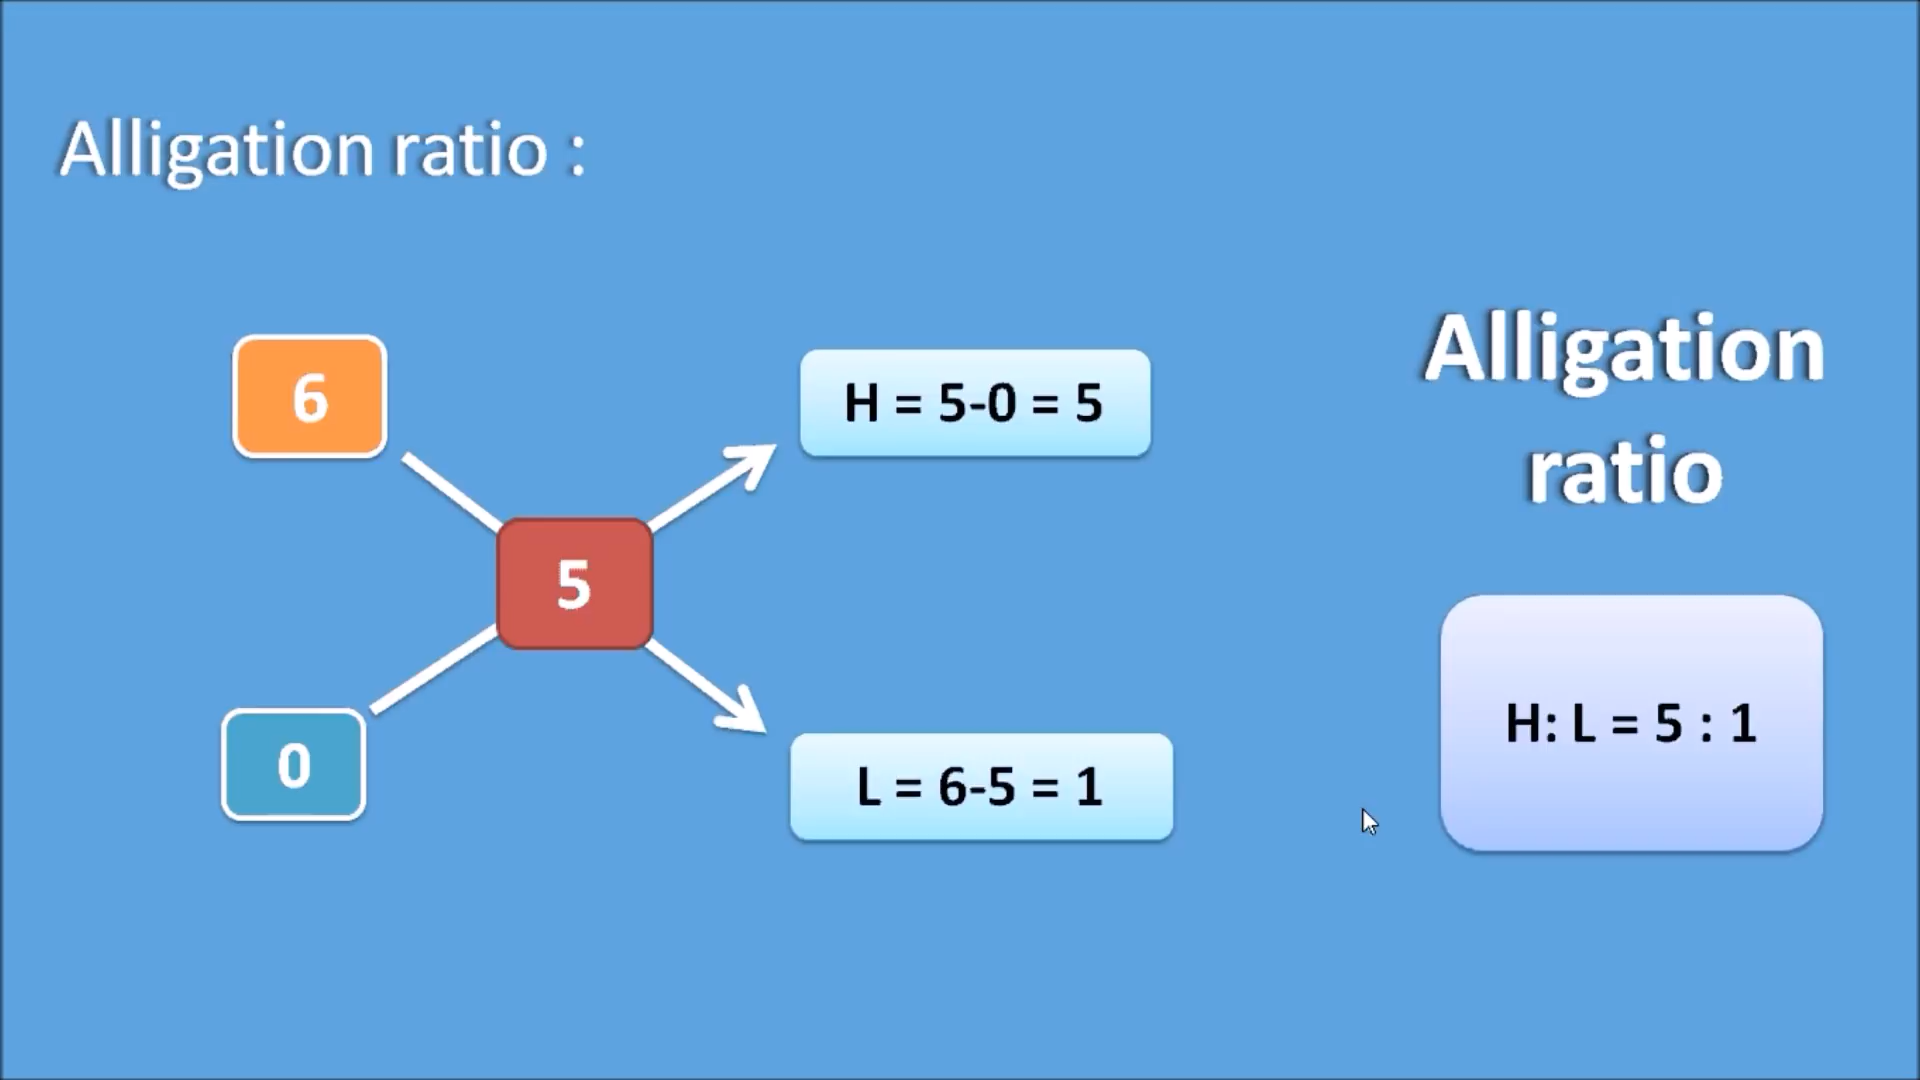 Alligation ratio :
6
H = 5-0 = 5
Alligation
ratio
5
0
L = 6-5 = 1
H: L = 5 : 1